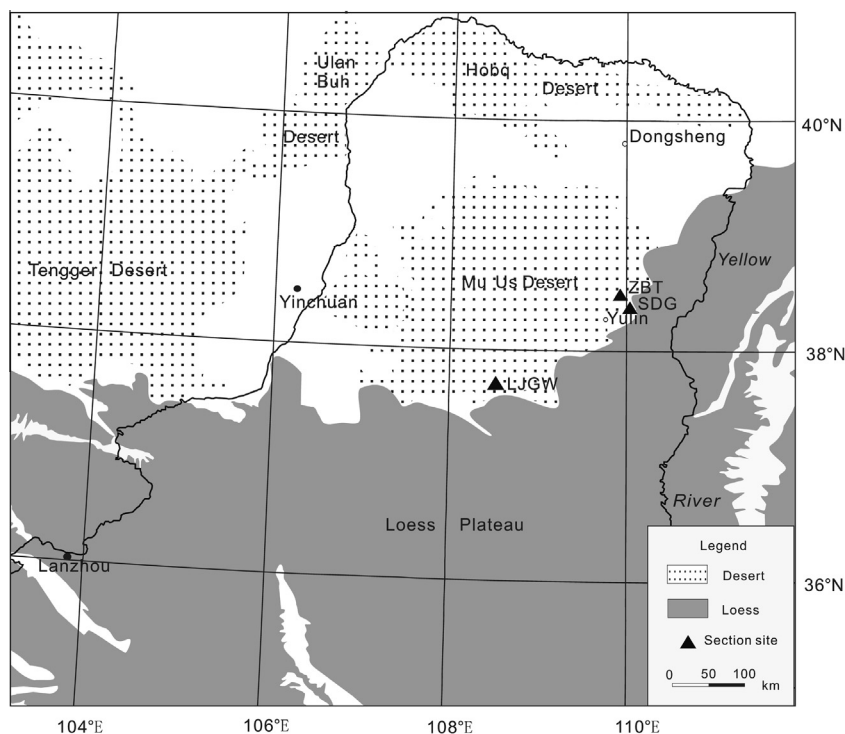 Ulan
Buh
Desert
Hobq
Desert
Dongsheng
40°N
Tengger Desert
Yinchuan
Mu Us Desert
ZBT
SDG
Yulin
Yellow
38°N
LJGW
River
Loess Plateau
Lanzhou
36°N
Legend
Desert
Loess
Section site
0 50 100
km
104°E 106°E 108°E 110°E